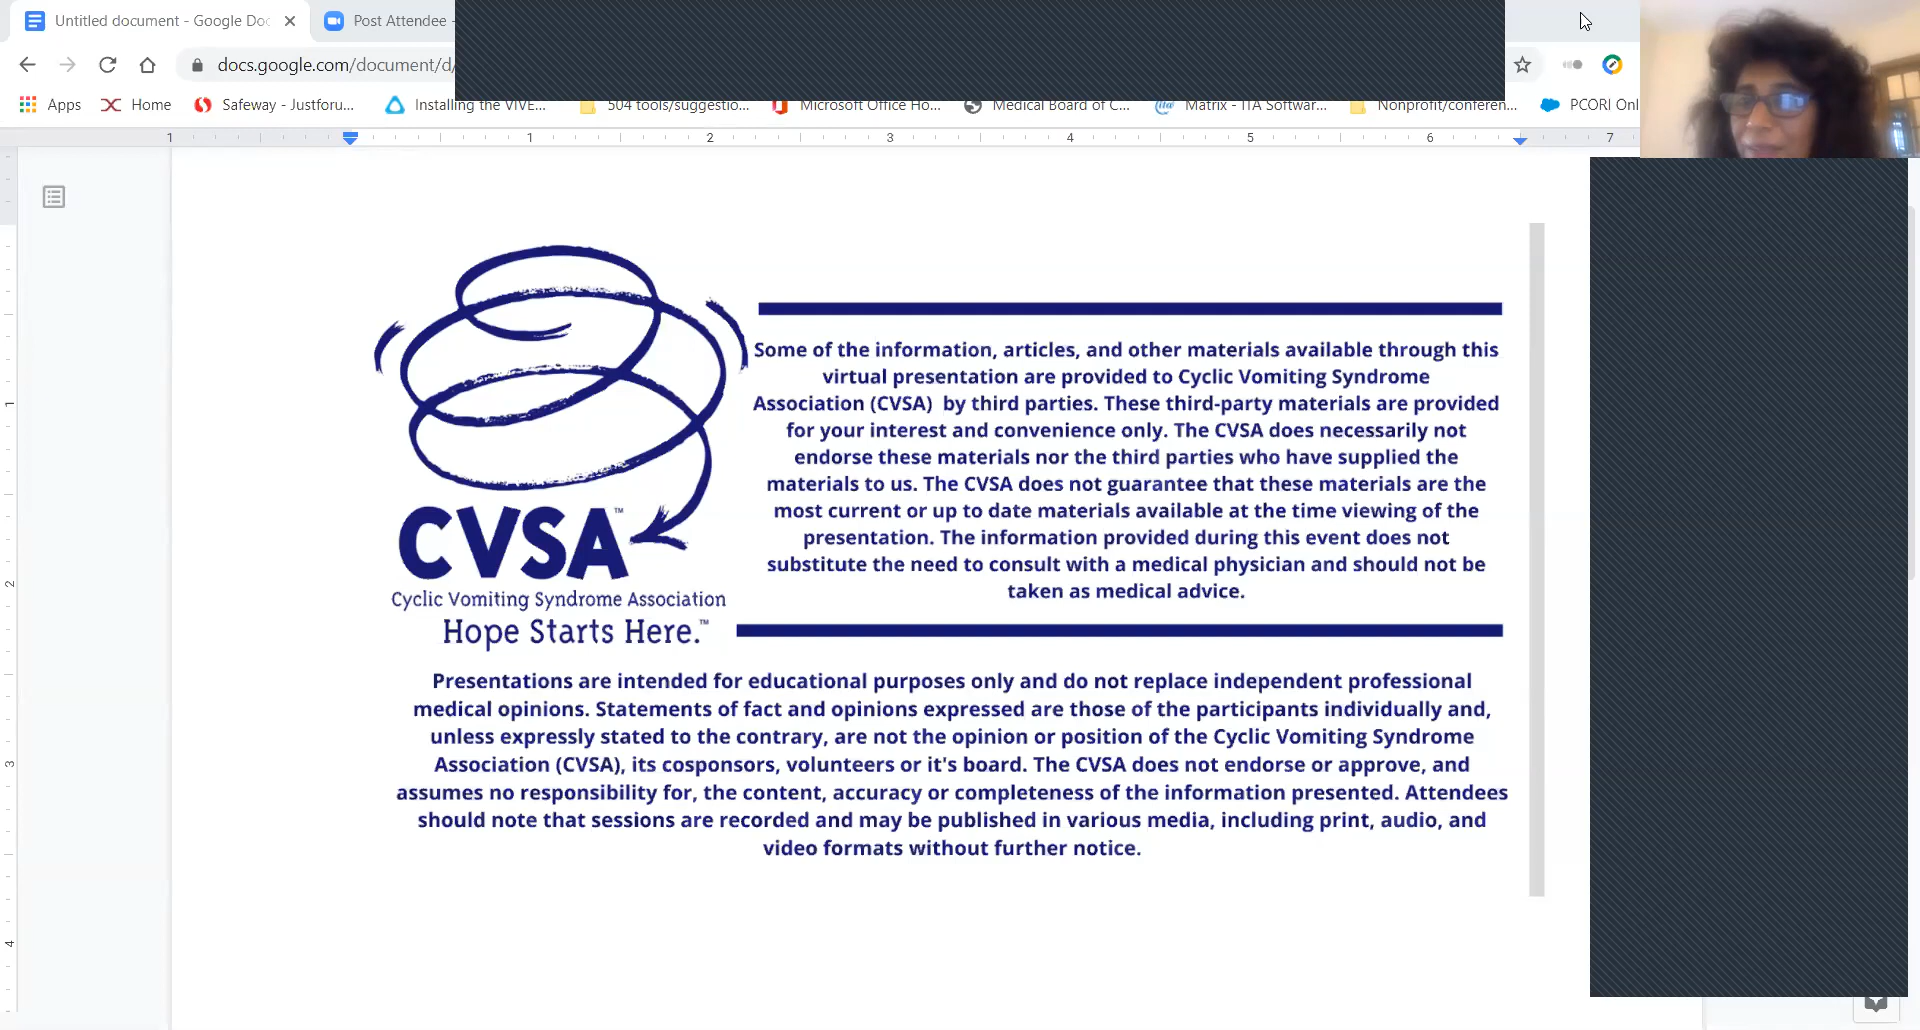 Untitled document - Google Doc
Post Attendee -
docs.google.com/document/d/
Apps
Home
Safeway - Justforu...
Installing the VIVE...
504 tools/suggestio...
Microsoft Office Ho...
Medical Board of C...
Matrix - ITA Softwar...
Nonprofit/conferen...
PCORI Onl
1 1 2 3 4 5 6 7
Some of the information, articles, and other materials available through this
virtual presentation are provided to Cyclic Vomiting Syndrome
Association (CVSA) by third parties. These third-party materials are provided
for your interest and convenience only. The CVSA does necessarily not
endorse these materials nor the third parties who have supplied the
materials to us. The CVSA does not guarantee that these materials are the
most current or up to date materials available at the time viewing of the
presentation. The information provided during this event does not
substitute the need to consult with a medical physician and should not be
taken as medical advice.
CVSA™
Cyclic Vomiting Syndrome Association
Hope Starts Here.™
Presentations are intended for educational purposes only and do not replace independent professional
medical opinions. Statements of fact and opinions expressed are those of the participants individually and,
unless expressly stated to the contrary, are not the opinion or position of the Cyclic Vomiting Syndrome
Association (CVSA), its cosponsors, volunteers or it's board. The CVSA does not endorse or approve, and
assumes no responsibility for, the content, accuracy or completeness of the information presented. Attendees
should note that sessions are recorded and may be published in various media, including print, audio, and
video formats without further notice.
1
2
3
4